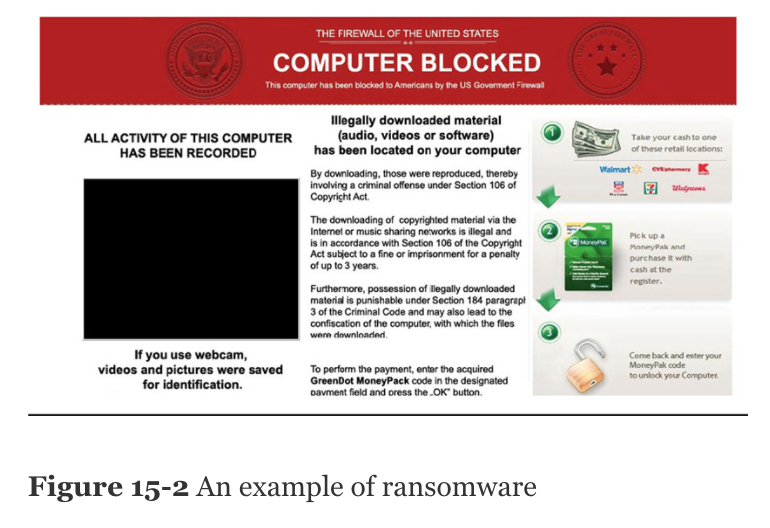 THE FIREWALL OF THE UNITED STATES
COMPUTER BLOCKED
This computer has been blocked to Americans by the US Goverment Firewall
ALL ACTIVITY OF THIS COMPUTER
HAS BEEN RECORDED
If you use webcam,
videos and pictures were saved
for identification.
Illegally downloaded material
(audio, videos or software)
has been located on your computer
By downloading, those were reproduced, thereby
involving a criminal offense under Section 106 of
Copyright Act.
The downloading of copyrighted material via the
Internet or music sharing networks is illegal and
is in accordance with Section 106 of the Copyright
Act subject to a fine or imprisonment for a penalty
of up to 3 years.
Furthermore, possession of illegally downloaded
material is punishable under Section 184 paragraph
3 of the Criminal Code and may also lead to the
confiscation of the computer, with which the files
were downloaded.
To perform the payment, enter the acquired
GreenDot MoneyPack code in the designated
payment field and press the „OK" button.
1
Take your cash to one
of these retail locations:
Walmart CVS/pharmacy K
7 Walgreens
2
MoneyPak
Pick up a
MoneyPak and
purchase it with
cash at the
register.
3
Come back and enter your
MoneyPak code
to unlock your Computer.
Figure 15-2 An example of ransomware